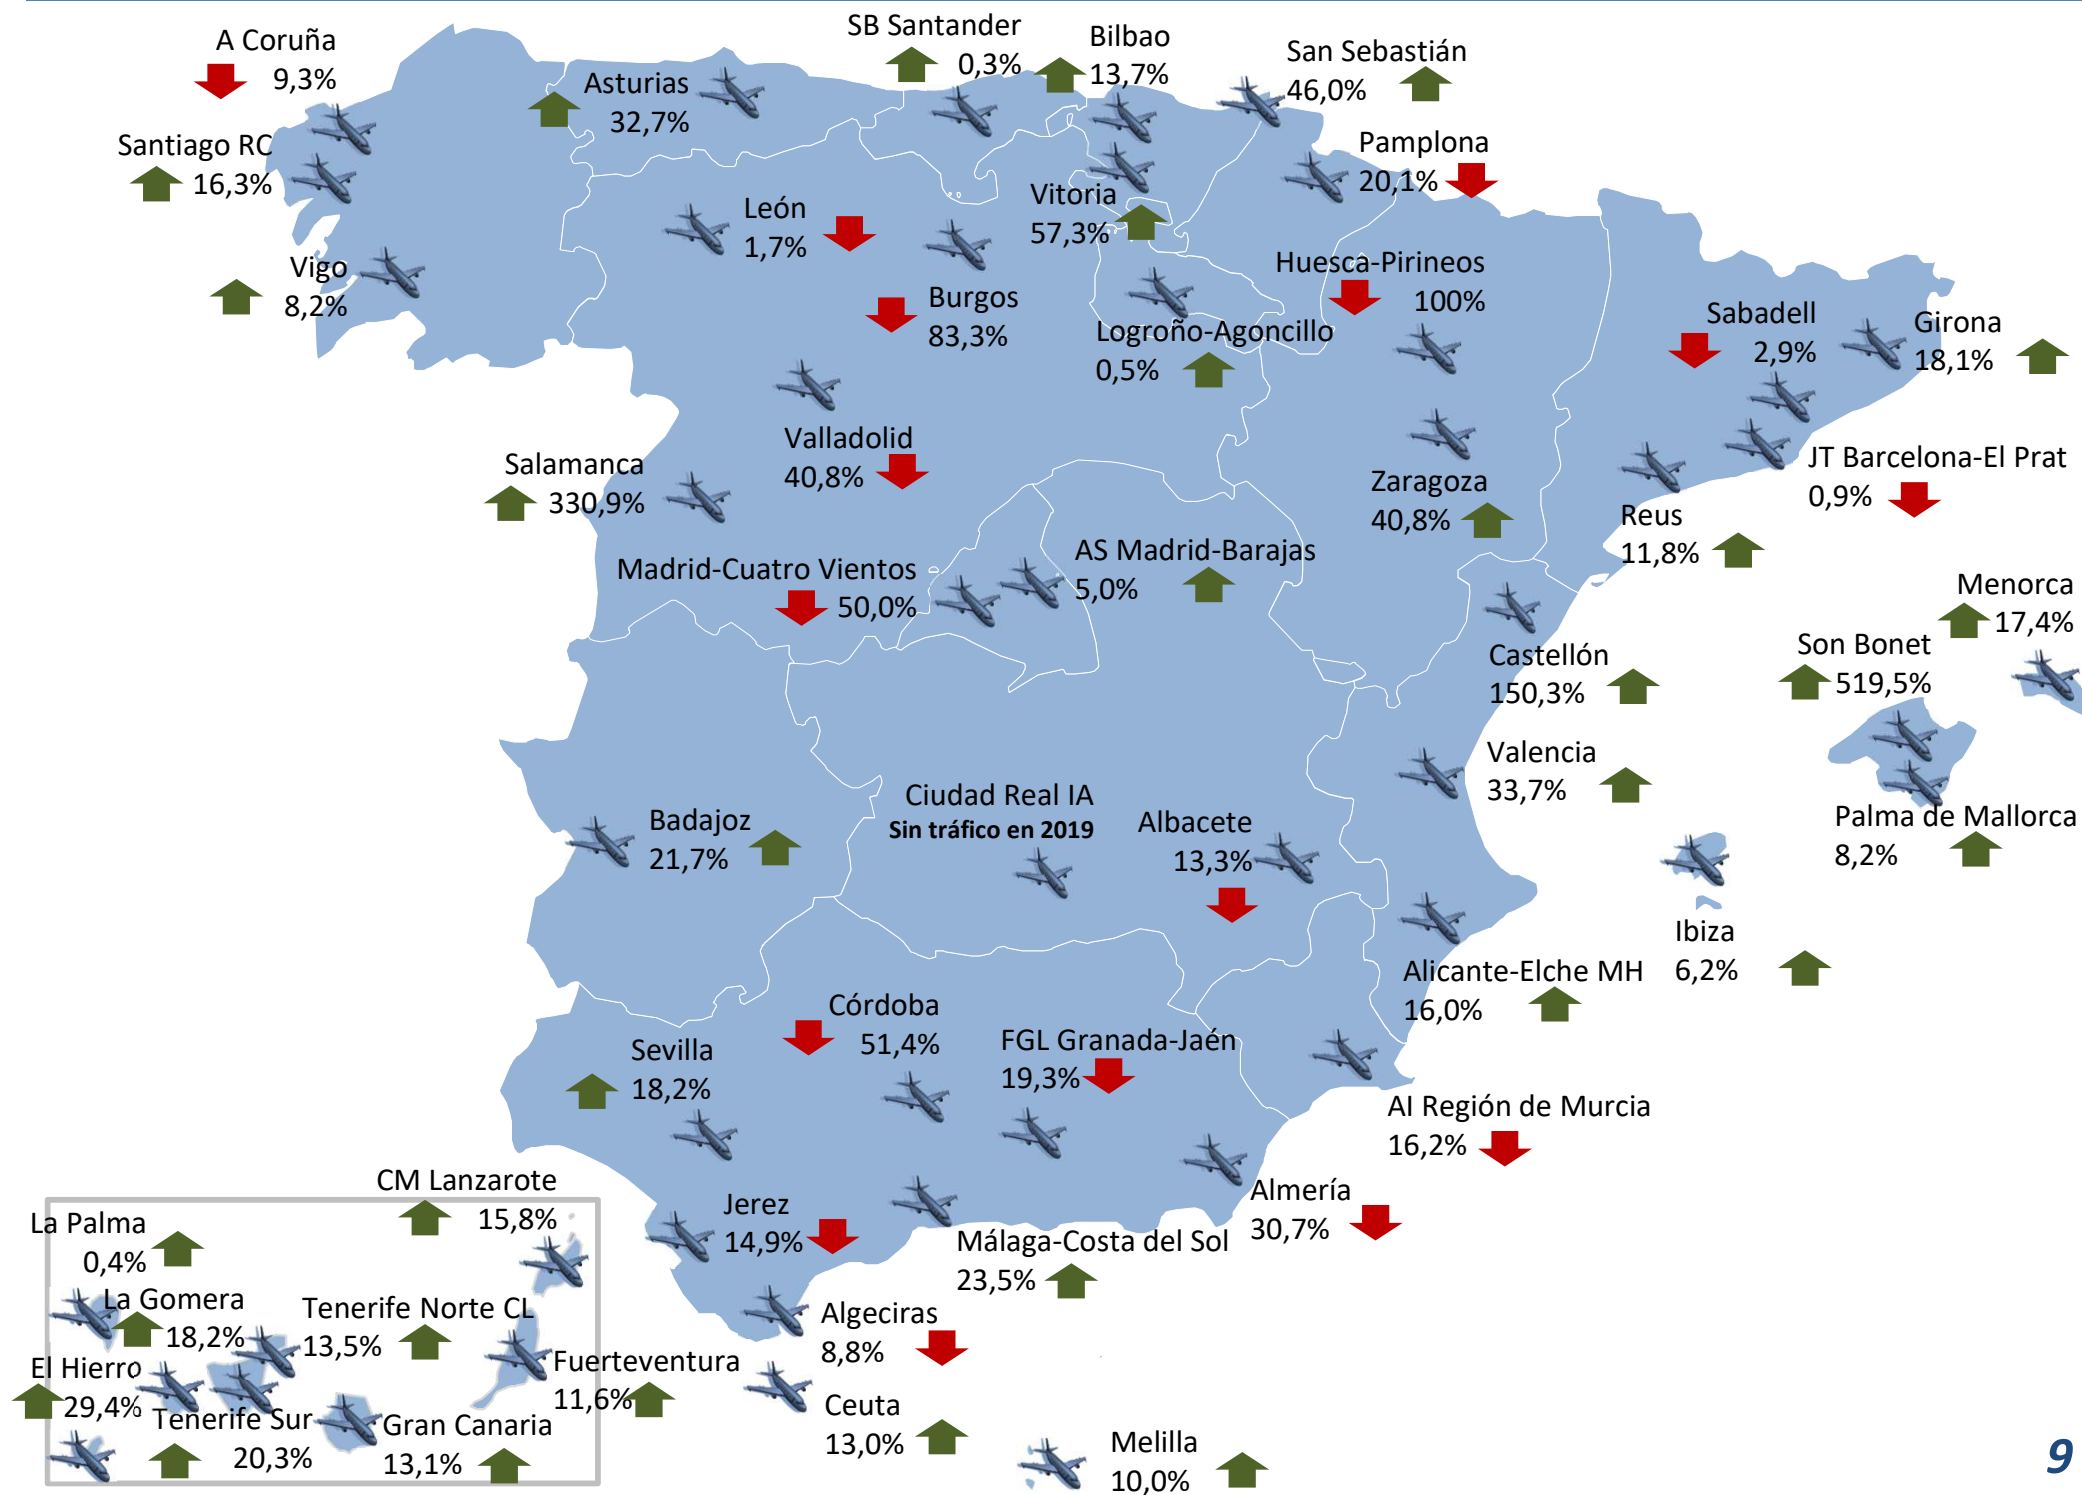 A Coruña
9,3%
SB Santander
0,3%
Bilbao
13,7%
San Sebastián
46,0%
Asturias
32,7%
Santiago RC
16,3%
Pamplona
20,1%
León
1,7%
Vitoria
57,3%
Vigo
8,2%
Huesca-Pirineos
100%
Burgos
83,3%
Logroño-Agoncillo
0,5%
Sabadell
2,9%
Girona
18,1%
Valladolid
40,8%
Salamanca
330,9%
Zaragoza
40,8%
JT Barcelona-El Prat
0,9%
Reus
11,8%
Madrid-Cuatro Vientos
50,0%
AS Madrid-Barajas
5,0%
Menorca
17,4%
Castellón
150,3%
Son Bonet
519,5%
Valencia
33,7%
Palma de Mallorca
8,2%
Ciudad Real IA
Sin tráfico en 2019
Badajoz
21,7%
Albacete
13,3%
Ibiza
6,2%
Alicante-Elche MH
16,0%
Córdoba
51,4%
Sevilla
18,2%
FGL Granada-Jaén
19,3%
AI Región de Murcia
16,2%
Almería
30,7%
Jerez
14,9%
Málaga-Costa del Sol
23,5%
CM Lanzarote
15,8%
La Palma
0,4%
La Gomera
18,2%
Tenerife Norte CL
13,5%
El Hierro
29,4%
Tenerife Sur
20,3%
Gran Canaria
13,1%
Fuerteventura
11,6%
Algeciras
8,8%
Ceuta
13,0%
Melilla
10,0%
9